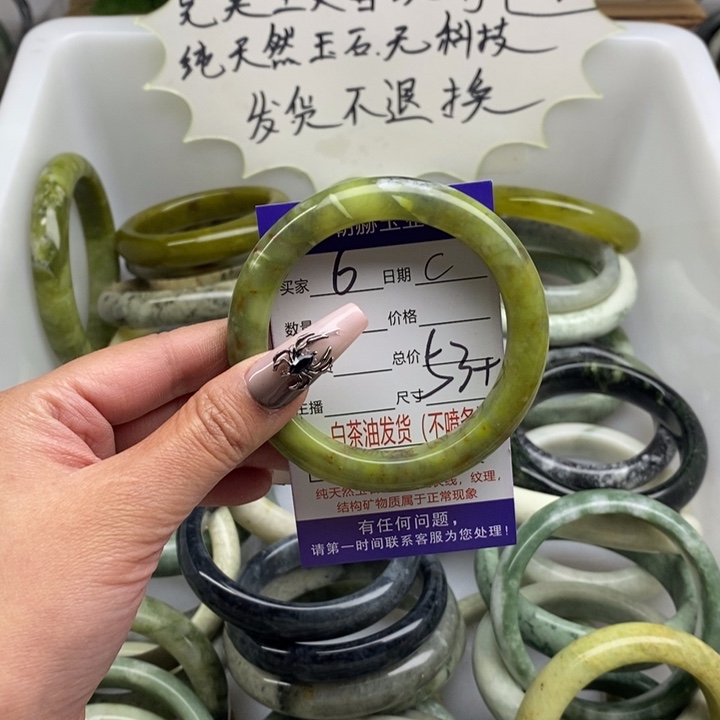 纯天然玉石.无科技
发货不退换
买家 6 日期 C
数量 价格
总价
53+
主播 尺寸
白茶油发货（不喷
纹理，
结构矿物质属于正常现象
有任何问题，
请第一时间联系客服为您处理！